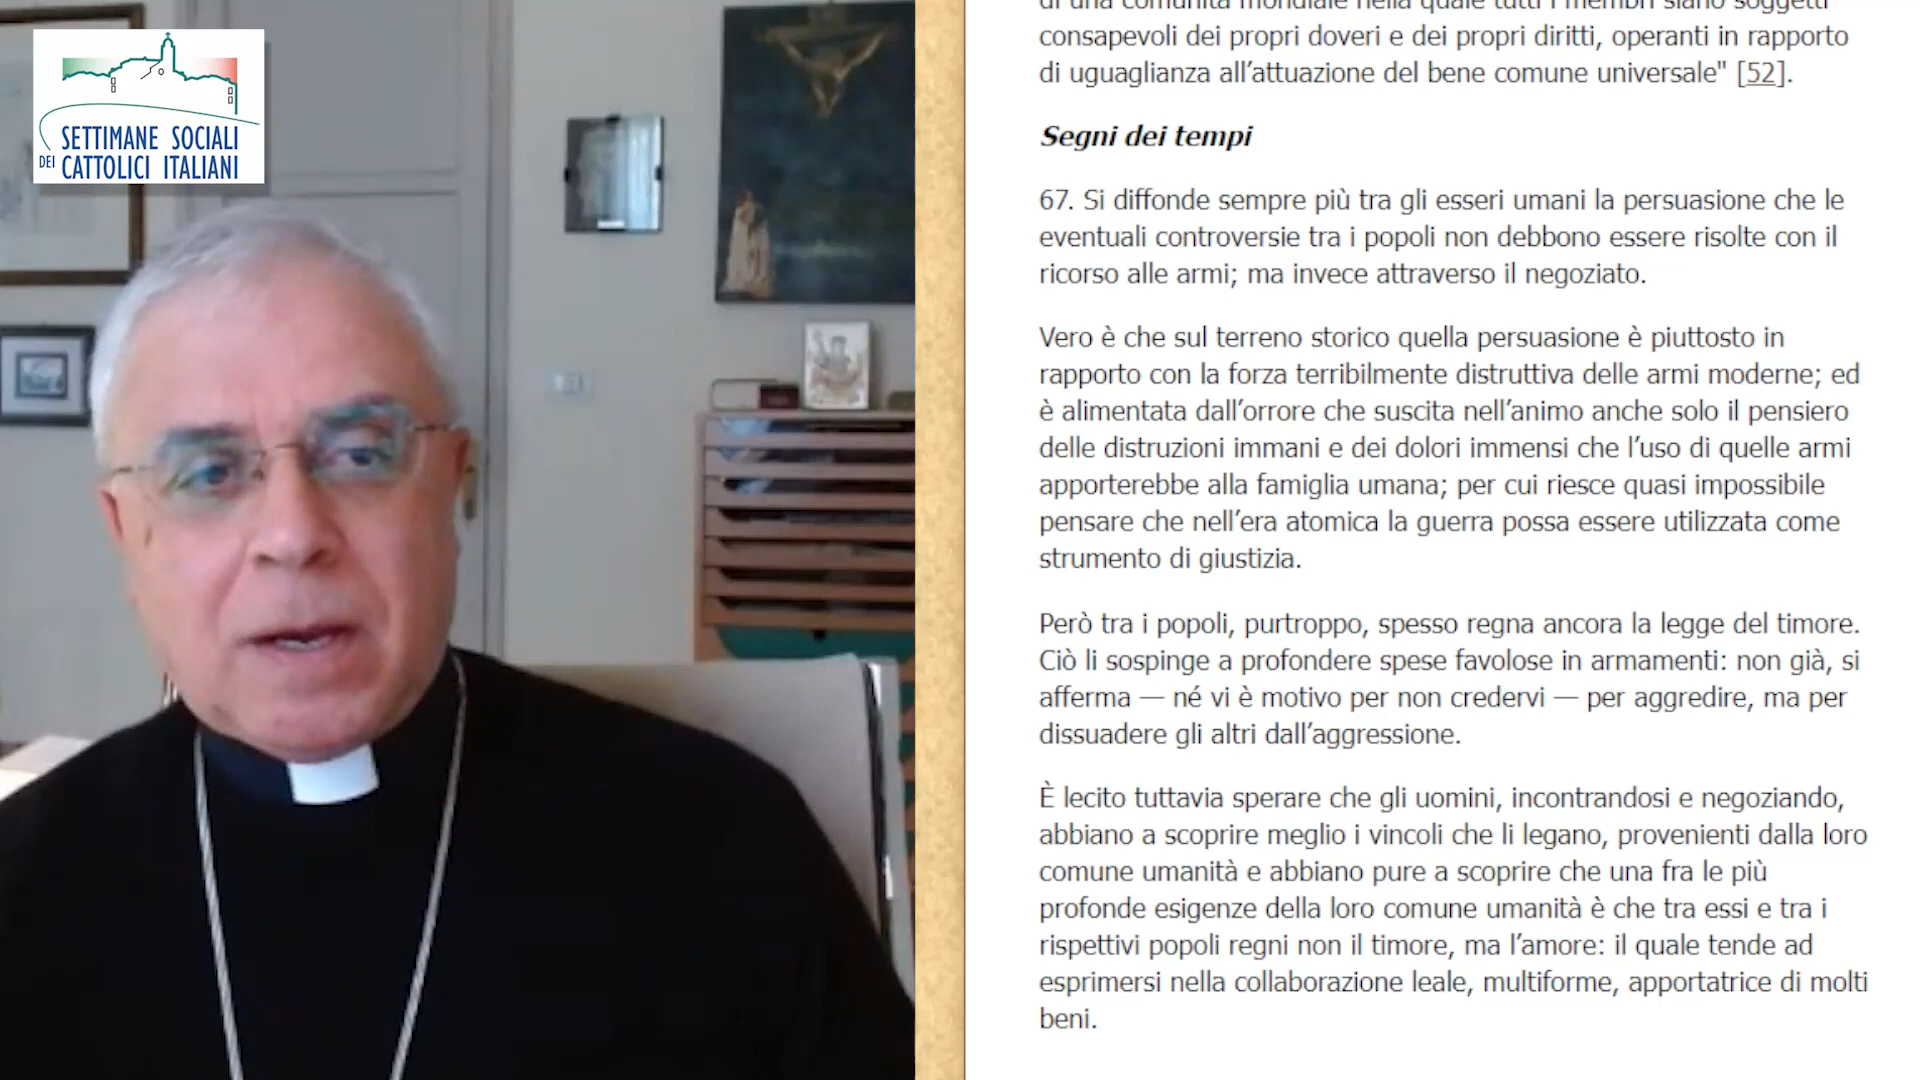 SETTIMANE SOCIALI
DEI CATTOLICI ITALIANI
di una comunità mondiale nella quale tutti i membri siano soggetti
consapevoli dei propri doveri e dei propri diritti, operanti in rapporto
di uguaglianza all’attuazione del bene comune universale" [52].
Segni dei tempi
67. Si diffonde sempre più tra gli esseri umani la persuasione che le
eventuali controversie tra i popoli non debbono essere risolte con il
ricorso alle armi; ma invece attraverso il negoziato.
Vero è che sul terreno storico quella persuasione è piuttosto in
rapporto con la forza terribilmente distruttiva delle armi moderne; ed
è alimentata dall’orrore che suscita nell’animo anche solo il pensiero
delle distruzioni immani e dei dolori immensi che l’uso di quelle armi
apporterebbe alla famiglia umana; per cui riesce quasi impossibile
pensare che nell’era atomica la guerra possa essere utilizzata come
strumento di giustizia.
Però tra i popoli, purtroppo, spesso regna ancora la legge del timore.
Ciò li sospinge a profondere spese favolose in armamenti: non già, si
afferma — né vi è motivo per non credervi — per aggredire, ma per
dissuadere gli altri dall’aggressione.
È lecito tuttavia sperare che gli uomini, incontrandosi e negoziando,
abbiano a scoprire meglio i vincoli che li legano, provenienti dalla loro
comune umanità e abbiano pure a scoprire che una fra le più
profonde esigenze della loro comune umanità è che tra essi e tra i
rispettivi popoli regni non il timore, ma l’amore: il quale tende ad
esprimersi nella collaborazione leale, multiforme, apportatrice di molti
beni.